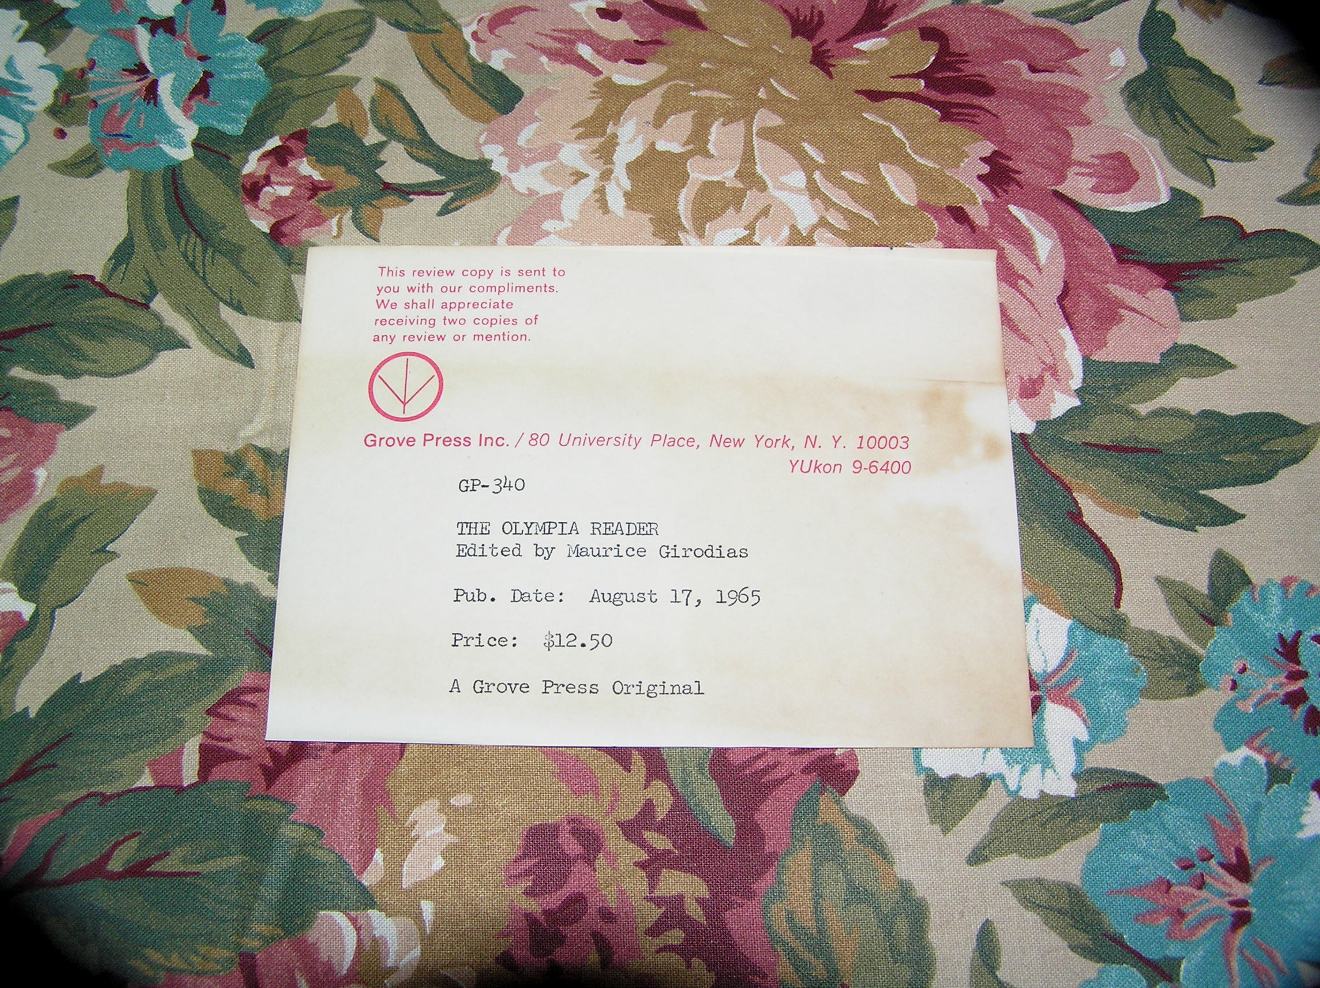 This review copy is sent to
you with our compliments.
We shall appreciate
receiving two copies of
any review or mention.
Grove Press Inc. / 80 University Place, New York, N. Y. 10003
YUkon 9-6400
GP-340
THE OLYMPIA READER
Edited by Maurice Girodias
Pub. Date: August 17, 1965
Price: $12.50
A Grove Press Original